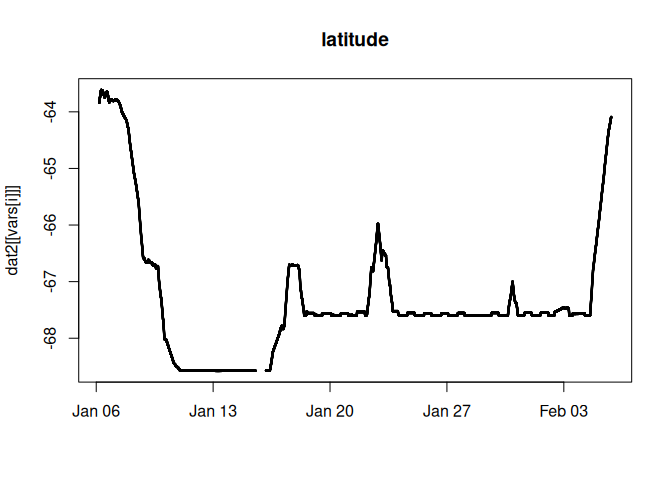 latitude
dat2[[vars[i]]]
-64
-65
-66
-67
-68
Jan 06
Jan 13
Jan 20
Jan 27
Feb 03